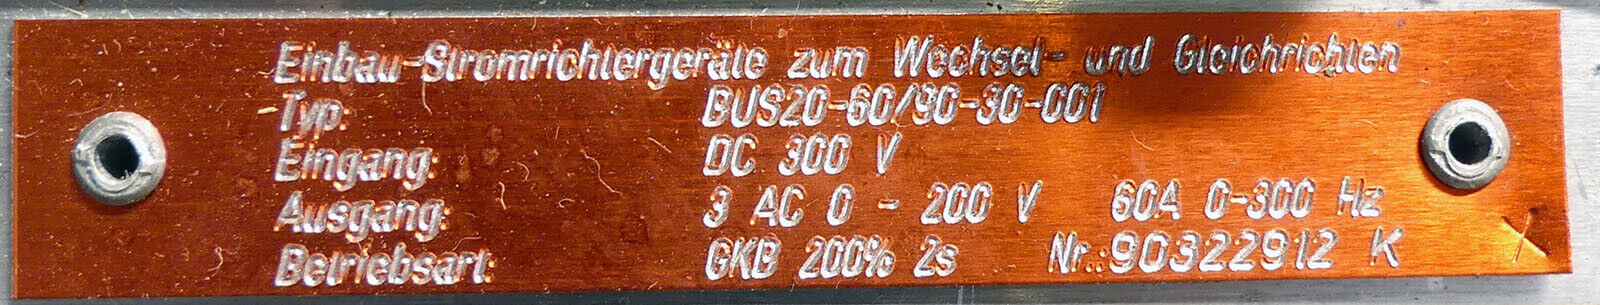 Einbau-Stromrichtergeräte zum Wechsel- und Gleichrichten
Typ: BUS20-60/90-30-001
Eingang: DC 300 V
Ausgang: 3 AC 0 - 200 V 60A 0-300 Hz
Betriebsart: GKB 200% 2s Nr.:90322912 K